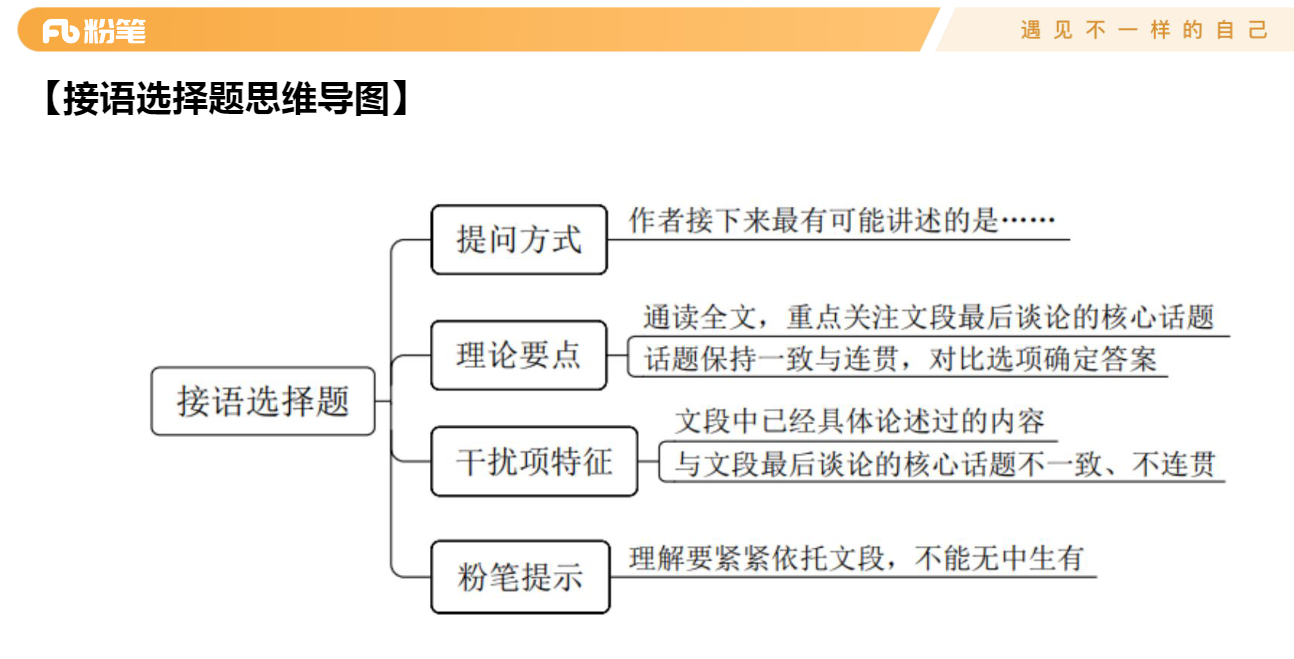 粉笔
遇见不一样的自己
【接语选择题思维导图】
接语选择题
提问方式
作者接下来最有可能讲述的是……
理论要点
通读全文，重点关注文段最后谈论的核心话题
话题保持一致与连贯，对比选项确定答案
干扰项特征
文段中已经具体论述过的内容
与文段最后谈论的核心话题不一致、不连贯
粉笔提示
理解要紧紧依托文段，不能无中生有